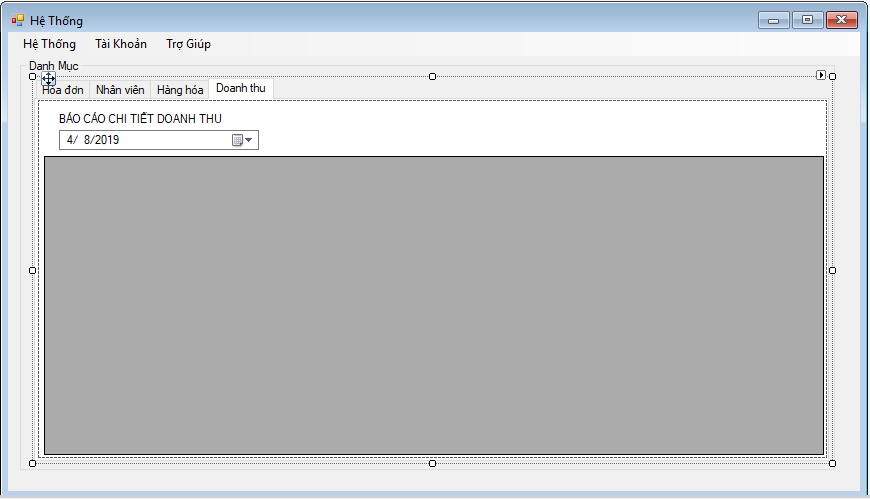 Hệ Thống
Hệ Thống Tài Khoản Trợ Giúp
Danh Mục
Hóa đơn Nhân viên Hàng hóa Doanh thu
BÁO CÁO CHI TIẾT DOANH THU
4/ 8/2019